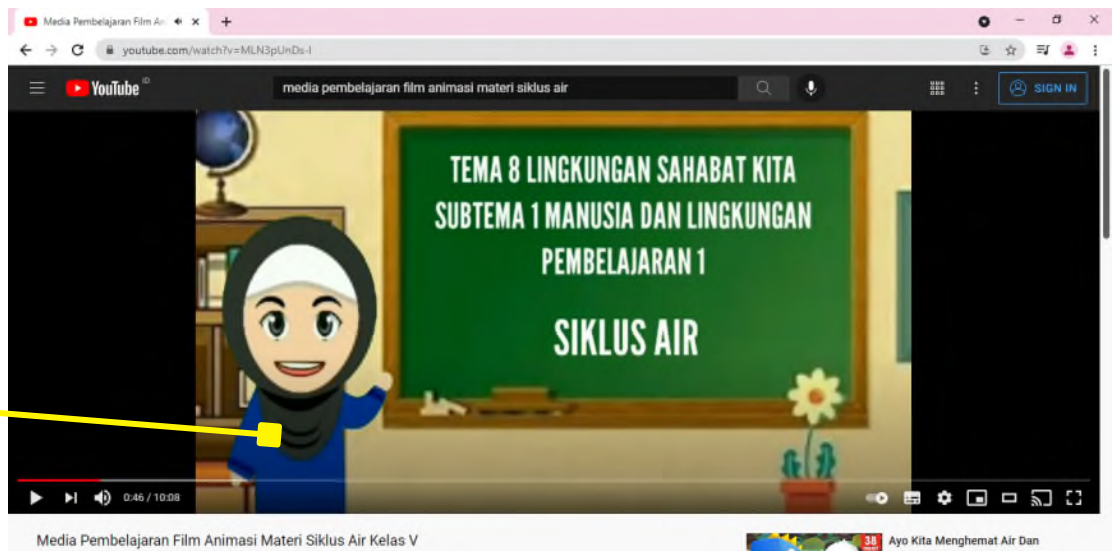 Media Pembelajaran Film An
youtube.com/watch?v=MLN3pUnDs-I
YouTube ID
media pembelajaran film animasi materi siklus air
SIGN IN
TEMA 8 LINGKUNGAN SAHABAT KITA
SUBTEMA 1 MANUSIA DAN LINGKUNGAN
PEMBELAJARAN 1
SIKLUS AIR
0:46 / 10:08
Media Pembelajaran Film Animasi Materi Siklus Air Kelas V
38
Ayo Kita Menghemat Air Dan